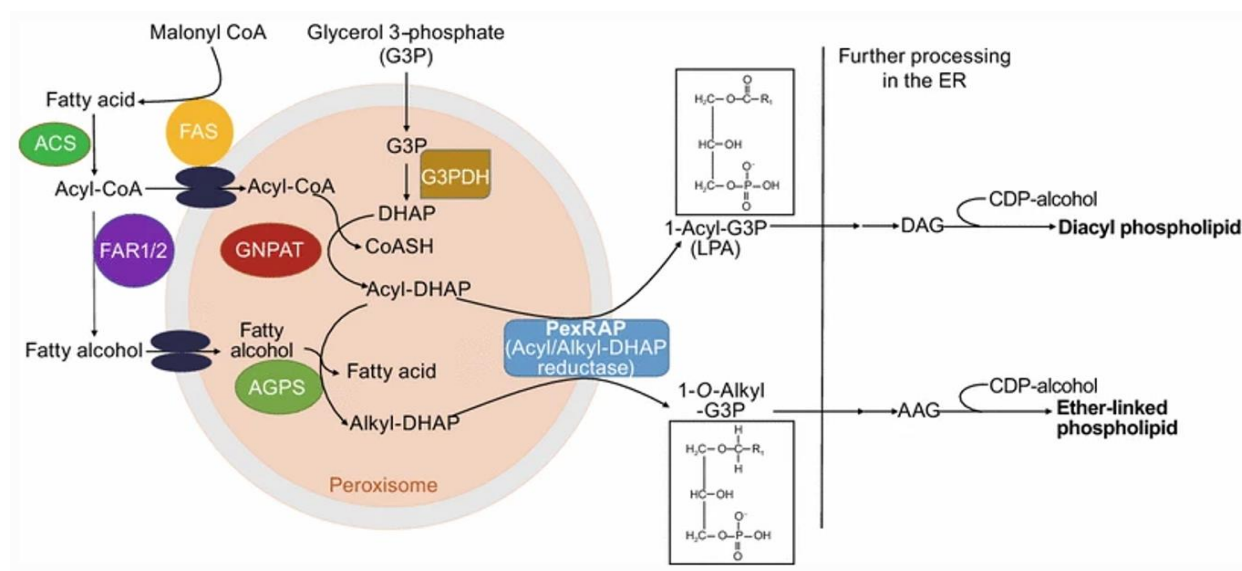 Malonyl CoA
Glycerol 3-phosphate
(G3P)
Further processing
in the ER
Fatty acid
FAS
ACS
Acyl-CoA
Acyl-CoA
G3P
G3PDH
DHAP
CoASH
FAR1/2
GNPAT
Acyl-DHAP
Fatty alcohol
Fatty
alcohol
Fatty acid
AGPS
Alkyl-DHAP
Peroxisome
PexRAP
(Acyl/Alkyl-DHAP
reductase)
O
H₂C—O—C—R₁
HC—OH
O⁻
H₂C—O—P—OH
O
1-Acyl-G3P
(LPA)
DAG
CDP-alcohol
Diacyl phospholipid
1-O-Alkyl
-G3P
H
H₂C—O—C—R₁
H
HC—OH
O⁻
H₂C—O—P—OH
O
AAG
CDP-alcohol
Ether-linked
phospholipid